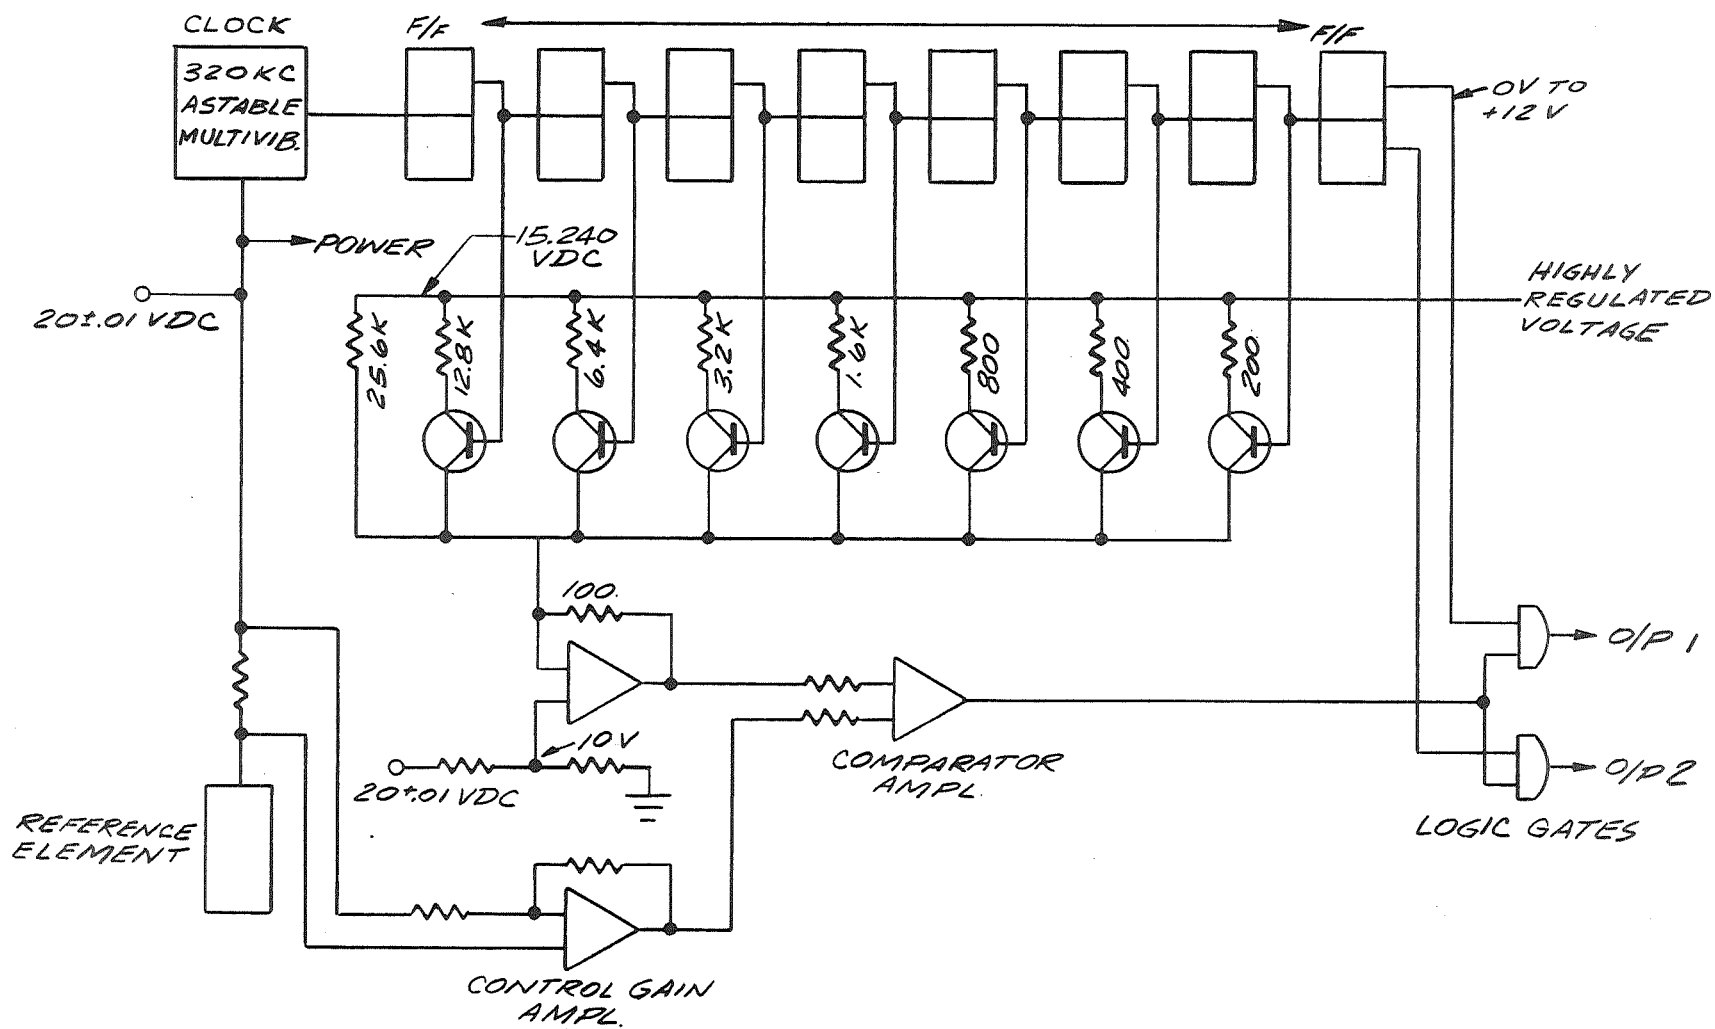 CLOCK
320KC
ASTABLE
MULTIVIB.
F/F
F/F
0V TO
+12 V
POWER
15.240
VDC
20±.01 VDC
HIGHLY
REGULATED
VOLTAGE
25.6K
12.8K
6.4K
3.2K
1.6K
800
400
200
100
O/P 1
10V
20±.01 VDC
COMPARATOR
AMPL.
O/P 2
LOGIC GATES
REFERENCE
ELEMENT
CONTROL GAIN
AMPL.